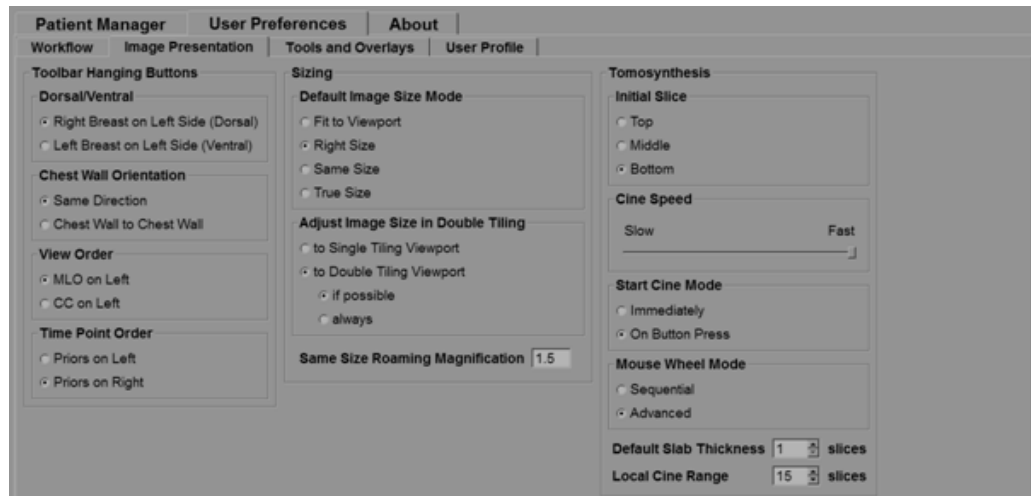 Patient Manager User Preferences About
Workflow Image Presentation Tools and Overlays User Profile
Toolbar Hanging Buttons
Dorsal/Ventral
Right Breast on Left Side (Dorsal)
Left Breast on Left Side (Ventral)
Chest Wall Orientation
Same Direction
Chest Wall to Chest Wall
View Order
MLO on Left
CC on Left
Time Point Order
Priors on Left
Priors on Right
Sizing
Default Image Size Mode
Fit to Viewport
Right Size
Same Size
True Size
Adjust Image Size in Double Tiling
to Single Tiling Viewport
to Double Tiling Viewport
if possible
always
Same Size Roaming Magnification 1.5
Tomosynthesis
Initial Slice
Top
Middle
Bottom
Cine Speed
Slow Fast
Start Cine Mode
Immediately
On Button Press
Mouse Wheel Mode
Sequential
Advanced
Default Slab Thickness 1 slices
Local Cine Range 15 slices